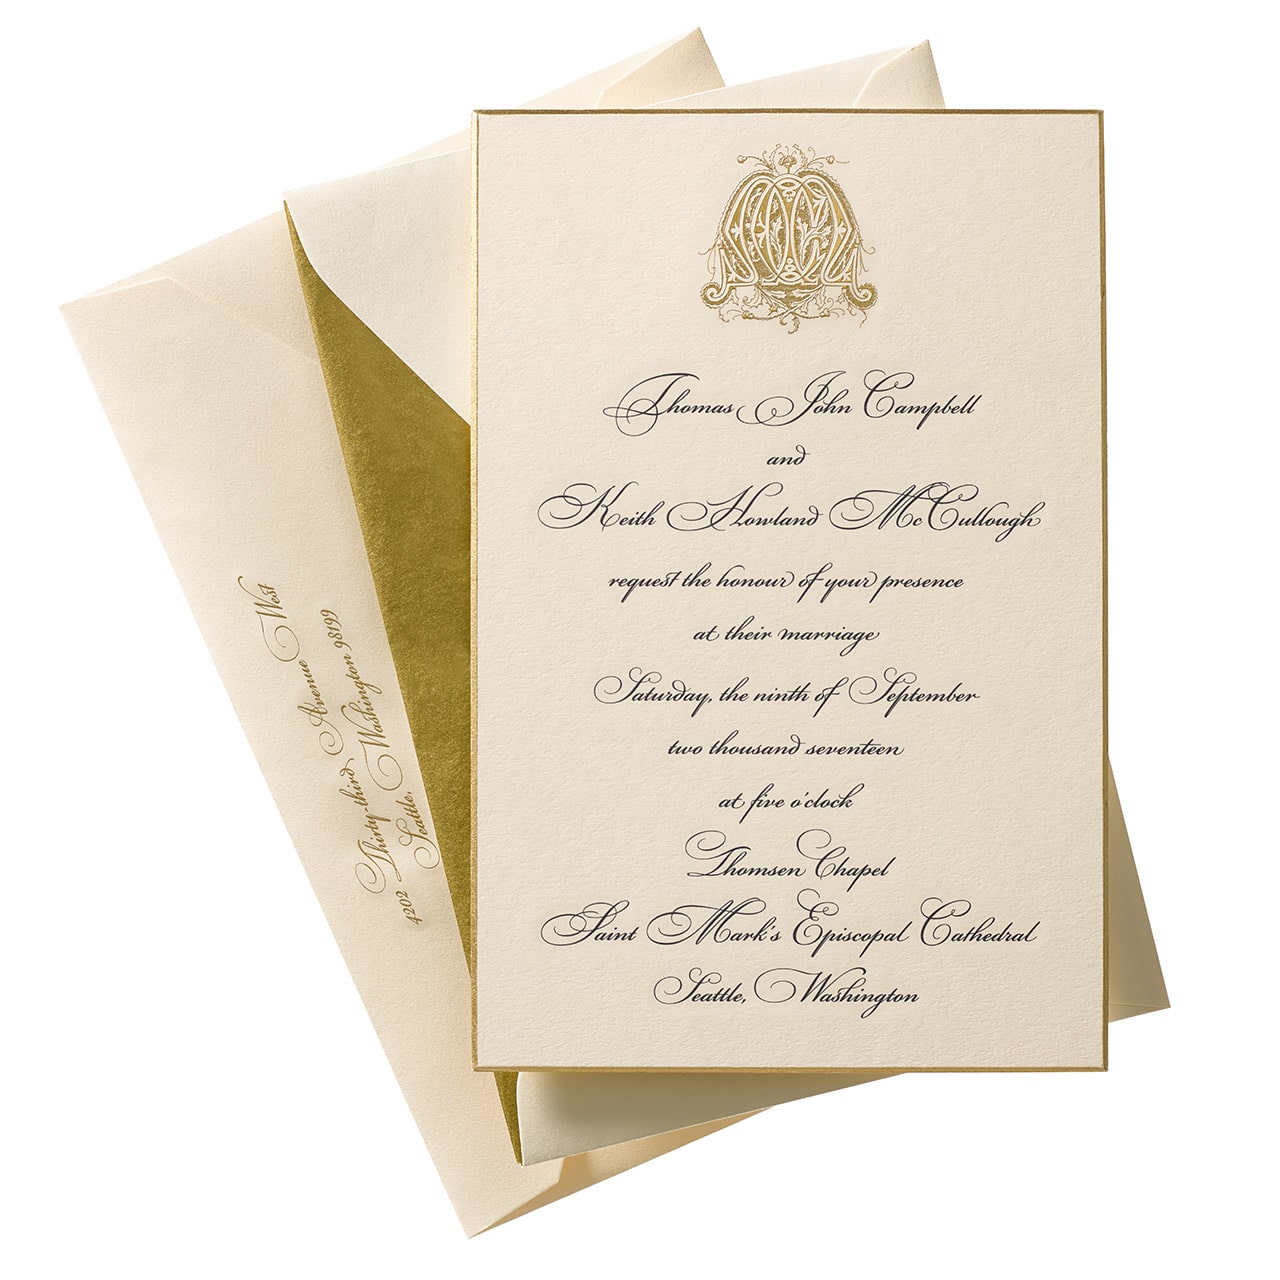 Thomas John Campbell
and
Keith Howland McCullough
request the honour of your presence
at their marriage
Saturday, the ninth of September
two thousand seventeen
at five o'clock
Thomsen Chapel
Saint Mark's Episcopal Cathedral
Seattle, Washington
4202 Thirty-third Avenue West
Seattle, Washington 98199